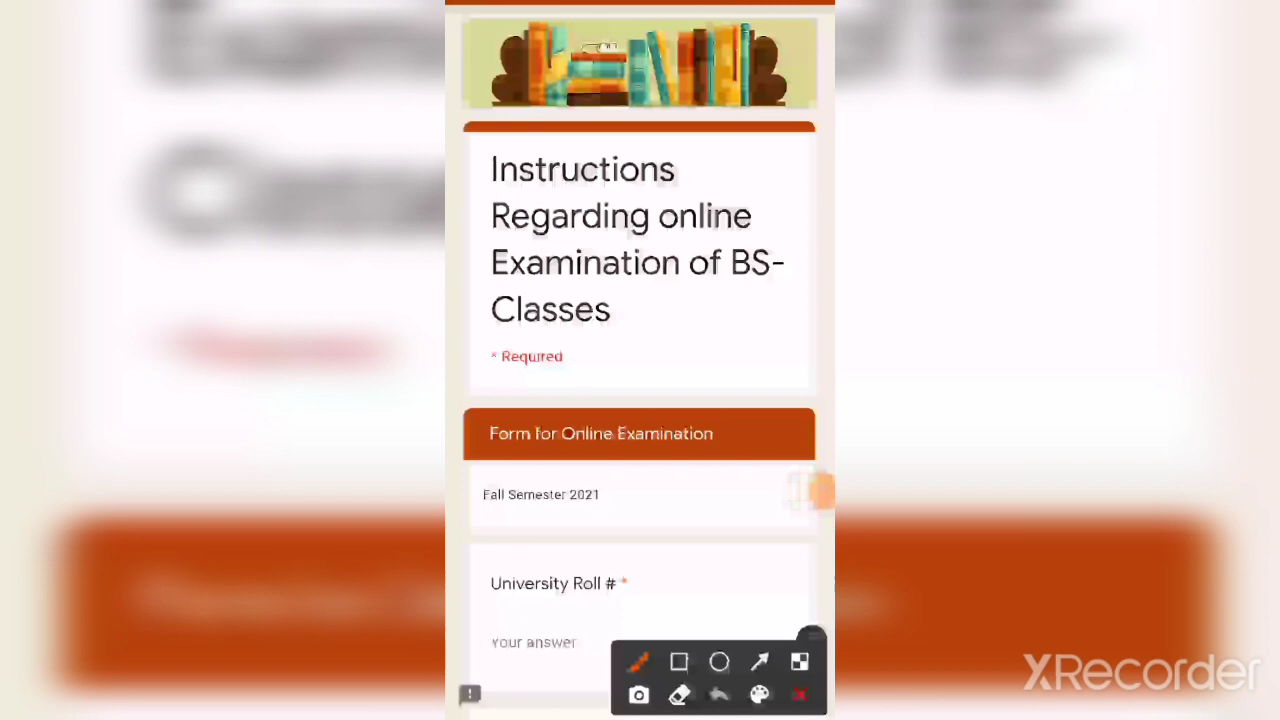 Instructions
Regarding online
Examination of BS-
Classes
* Required
Form for Online Examination
Fall Semester 2021
University Roll # *
Your answer
XRecorder